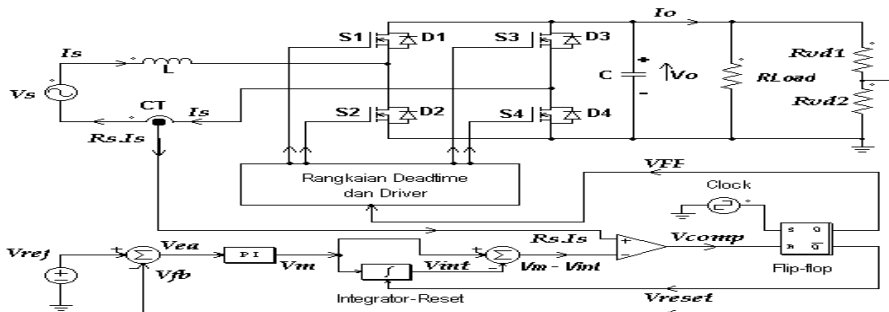 Io
S1 D1 S3 D3
Is
L
C Vo RLoad Rvd1
Vs
CT Is
S2 D2 S4 D4
Rvd2
Rs.Is
Rangkaian Deadtime
dan Driver
VFF
Clock
Vref Vea
Vfb
PI
Vm
Vint
∫
Integrator-Reset
Rs.Is
Vm-Vint
Vcomp
S Q
R Q
Flip-flop
Vreset